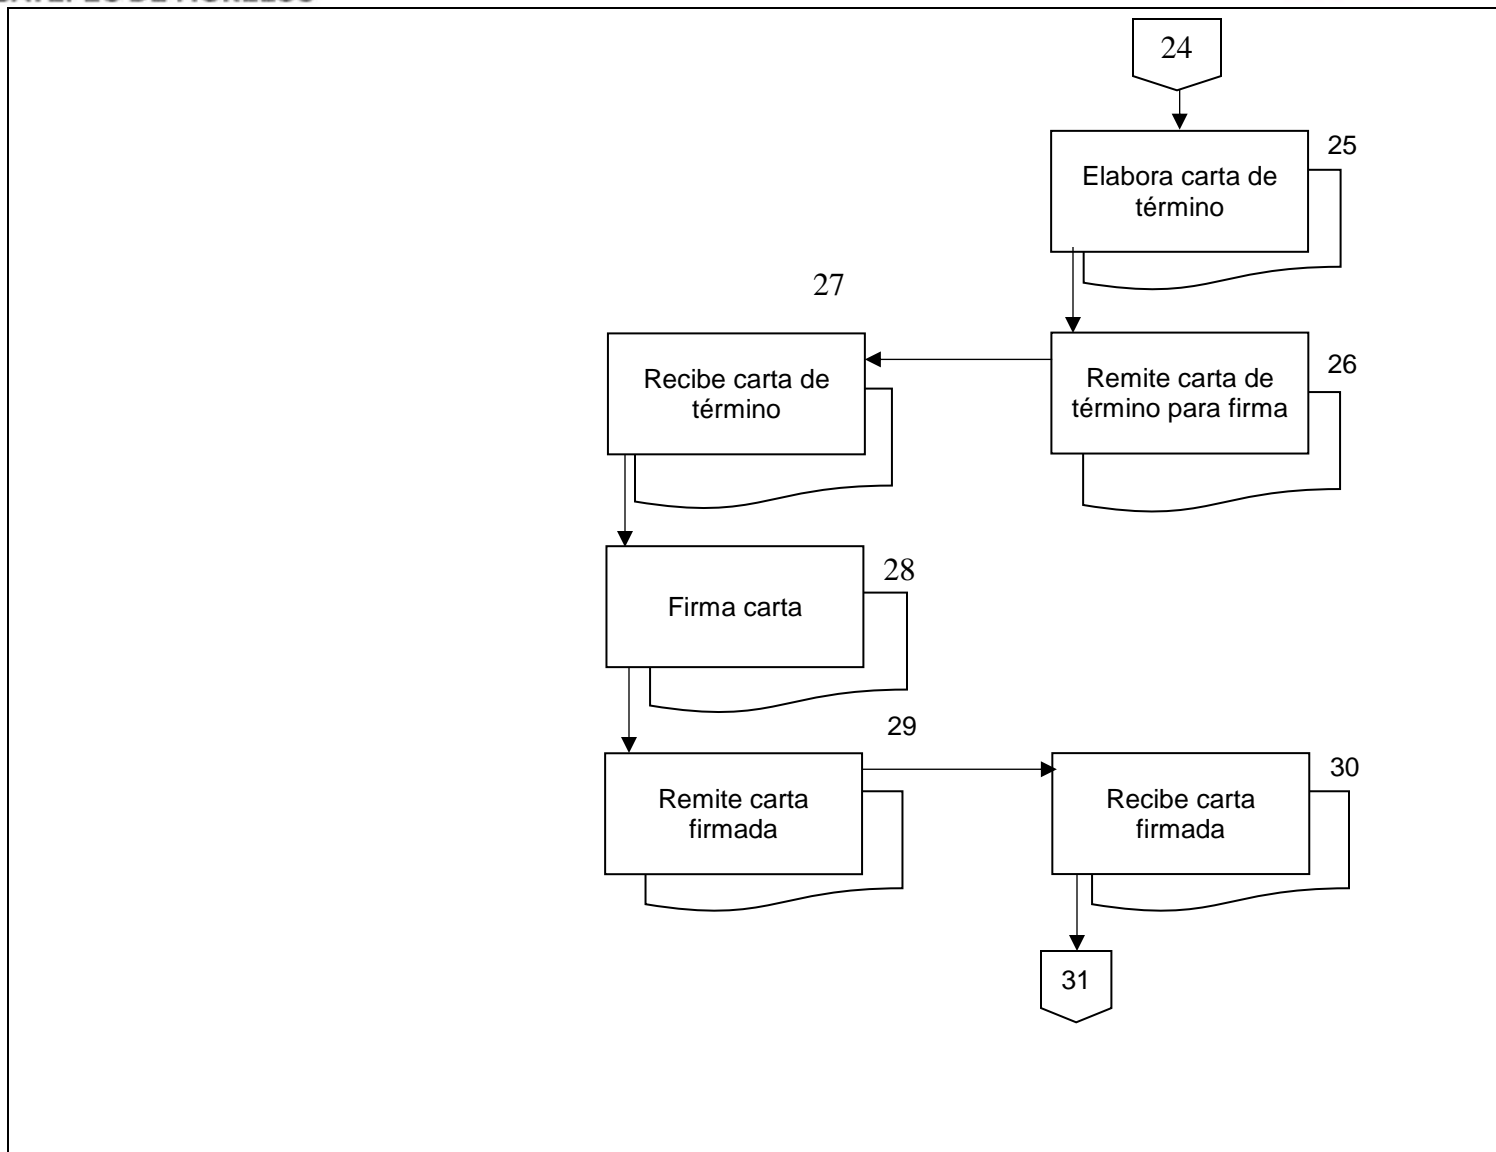 24
25
Elabora carta de
término
27
Recibe carta de
término
26
Remite carta de
término para firma
28
Firma carta
29
Remite carta
firmada
30
Recibe carta
firmada
31